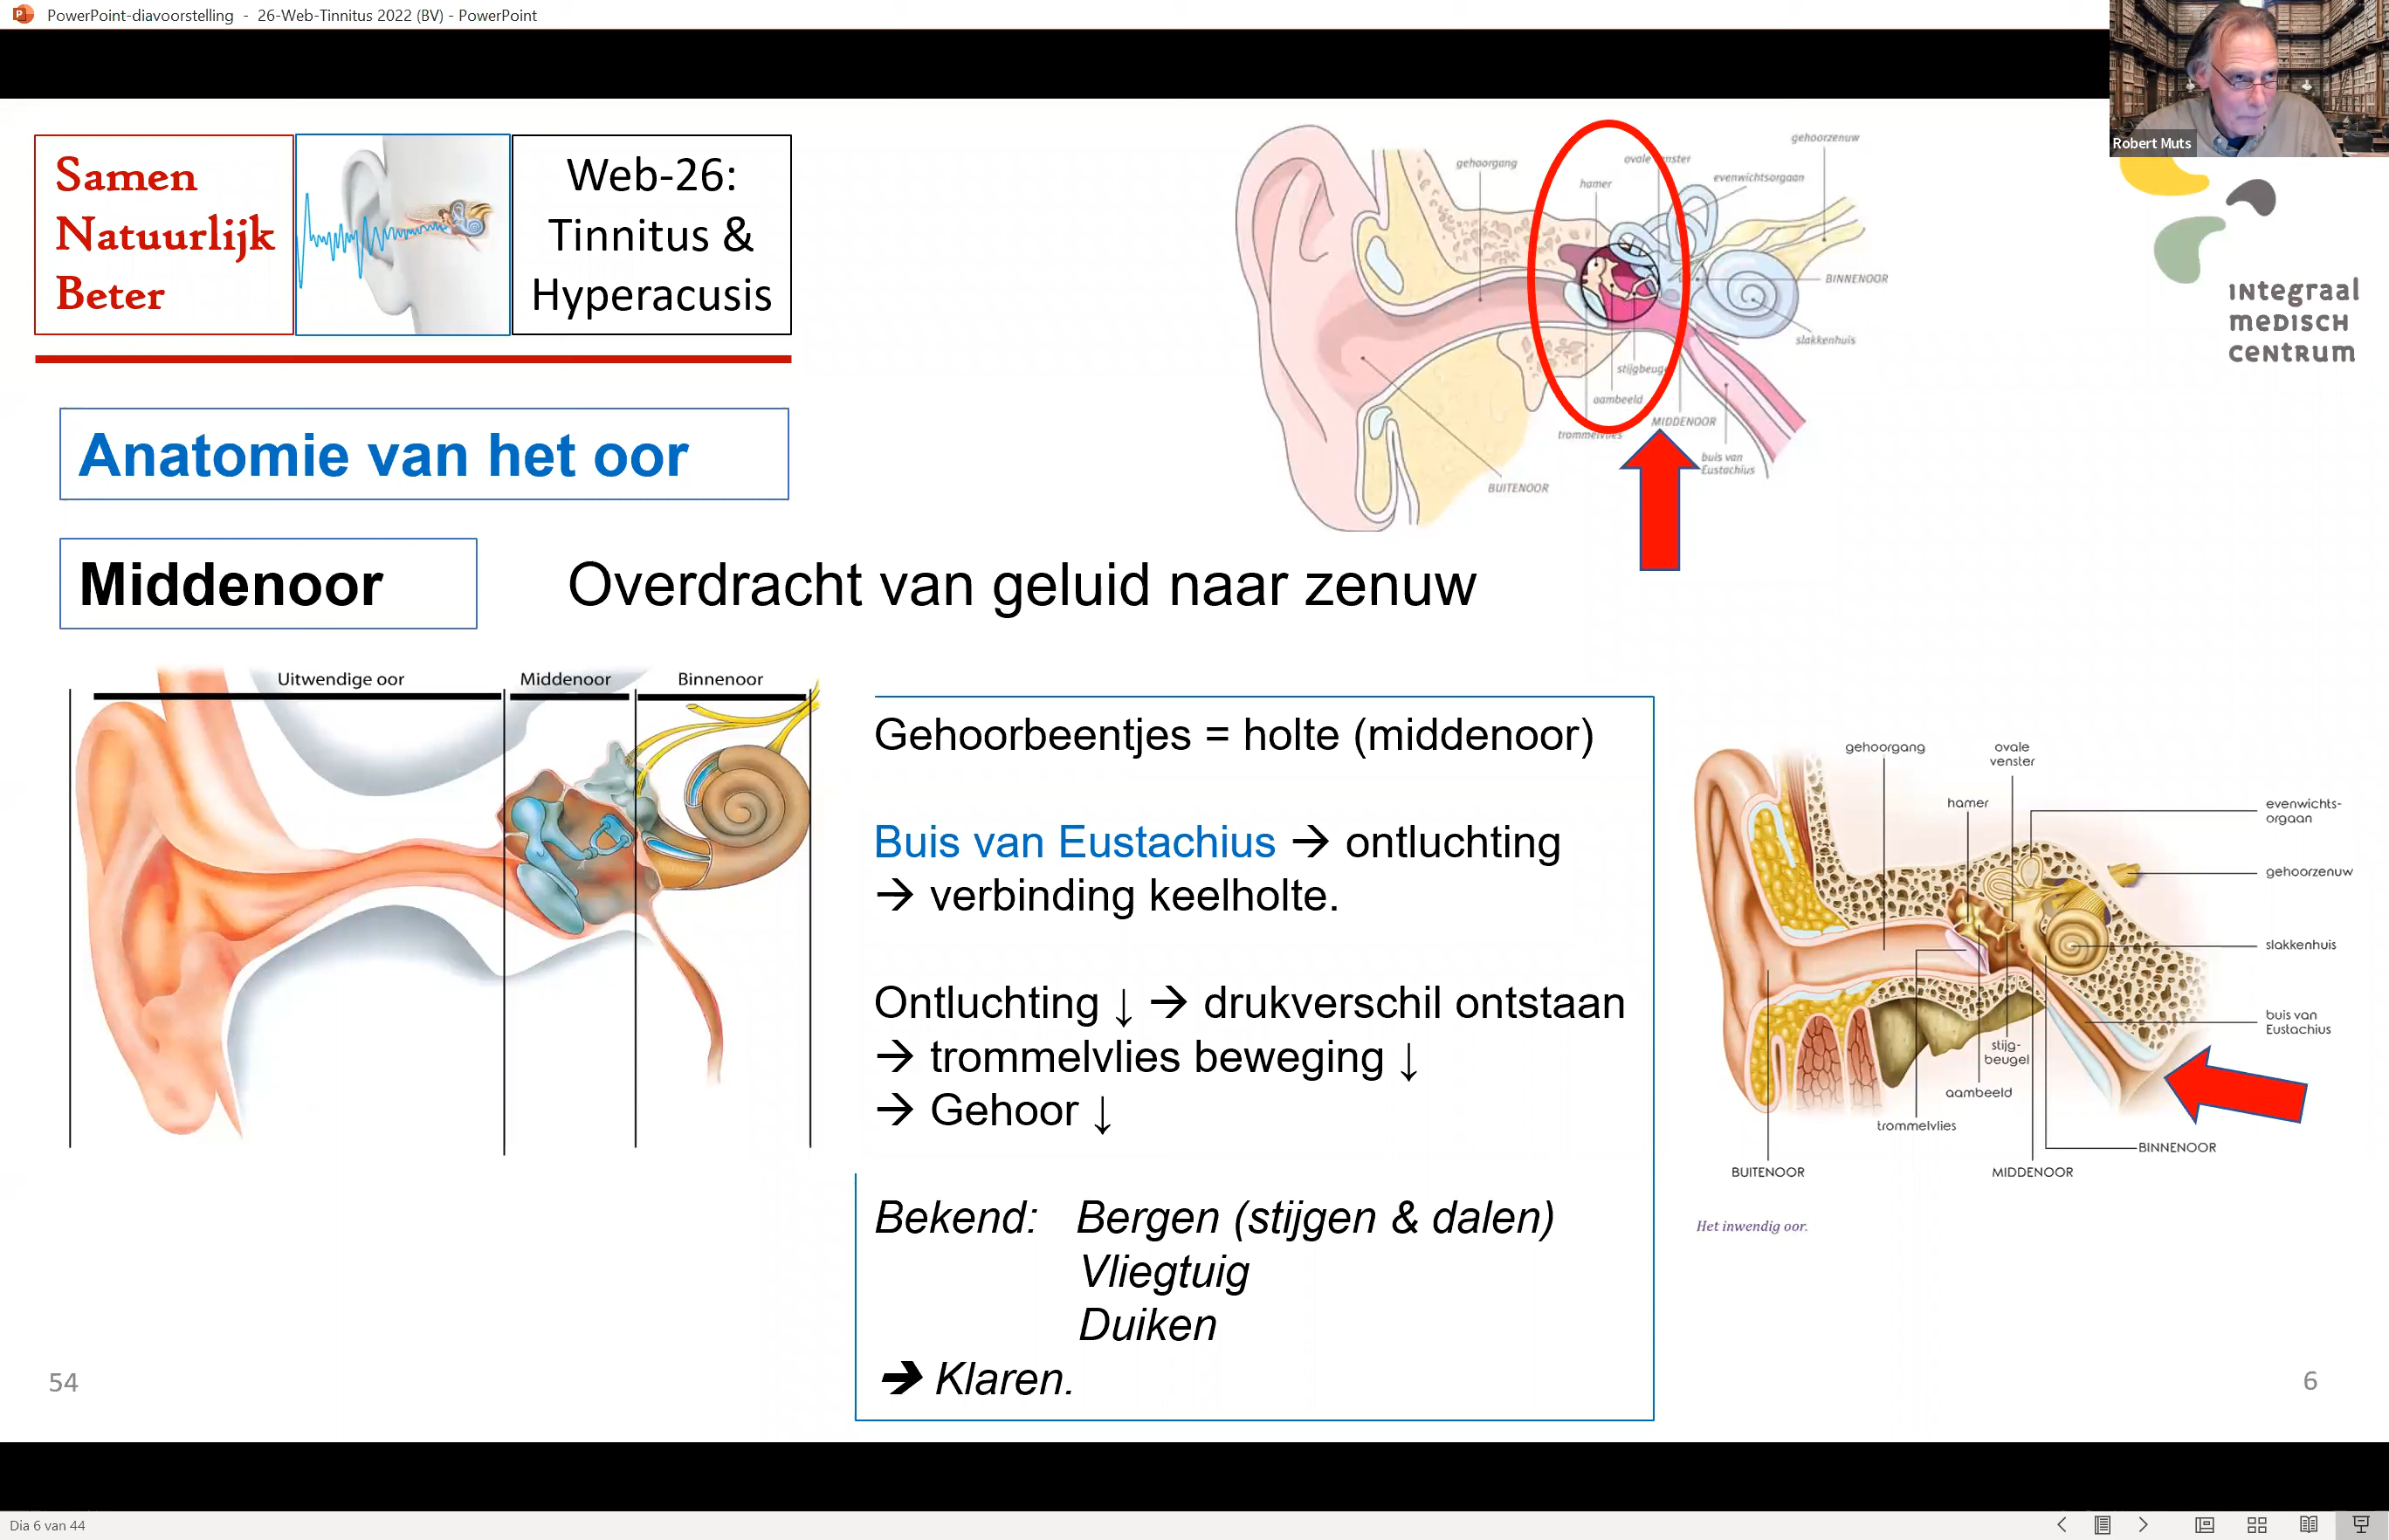 PowerPoint-diavoorstelling - 26-Web-Tinnitus 2022 (BV) - PowerPoint
Robert Muts
Samen
Natuurlijk
Beter
Web-26:
Tinnitus &
Hyperacusis
gehoorgang
hamer
gehoorzenuw
evenwichtsorgaan
BINNENOOR
slakkenhuis
aambeeld
MIDDENOOR
trommelvlies
buis van
Eustachius
BUITENOOR
INtegraal
meDISCH
CeNtRum
Anatomie van het oor
Middenoor
Overdracht van geluid naar zenuw
Uitwendige oor
Middenoor
Binnenoor
Gehoorbeentjes = holte (middenoor)
Buis van Eustachius → ontluchting
→ verbinding keelholte.
Ontluchting ↓ → drukverschil ontstaan
→ trommelvlies beweging ↓
→ Gehoor ↓
Bekend: Bergen (stijgen & dalen)
Vliegtuig
Duiken
→ Klaren.
gehoorgang
ovale
venster
hamer
evenwichts-
orgaan
gehoorzenuw
slakkenhuis
buis van
Eustachius
stijg-
beugel
aambeeld
trommelvlies
BINNENOOR
BUITENOOR
MIDDENOOR
Het inwendig oor.
54
6
Dia 6 van 44